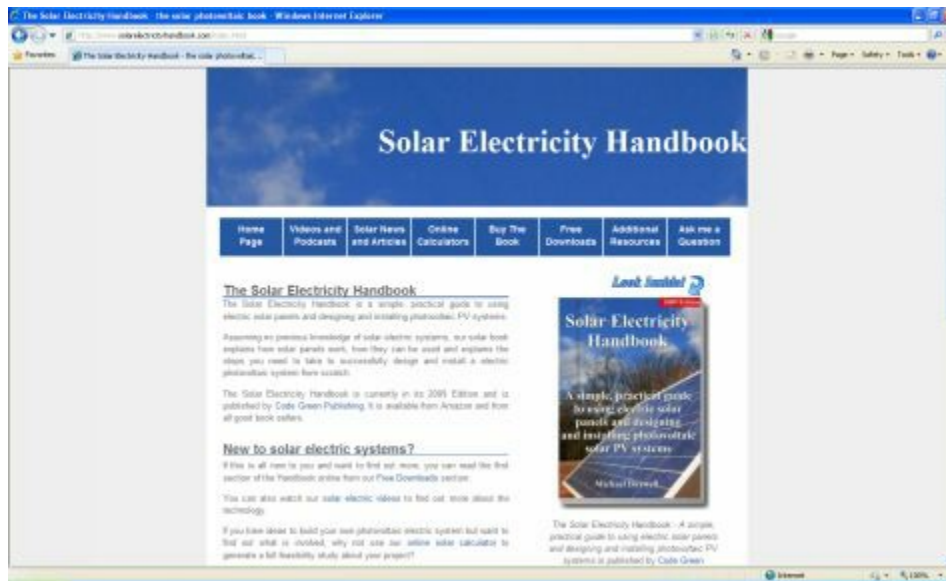 The Solar Electricity Handbook - the solar photovoltaic book - Windows Internet Explorer
Favorites
Page Safety Tools
Solar Electricity Handbook
Home Page
Videos and Podcasts
Solar News and Articles
Online Calculators
Buy The Book
Free Downloads
Additional Resources
Ask me a Question
The Solar Electricity Handbook
The Solar Electricity Handbook is a simple, practical guide to using
electric solar panels and designing and installing photovoltaic PV systems.
Assuming no previous knowledge of solar electric systems, our solar book
explains how solar panels work, how they can be used and explains the
steps you need to take to successfully design and install a electric
photovoltaic system from scratch.
The Solar Electricity Handbook is currently in its 2009 Edition and is
published by Code Green Publishing. It is available from Amazon and from
all good book sellers.
New to solar electric systems?
If this is all new to you and want to find out more, you can read the first
section of the Handbook online from our Free Downloads section.
You can also watch our solar electric videos to find out more about the
technology.
If you have ideas to build your own photovoltaic electric system but want to
find out what is involved, why not use our online solar calculator to
generate a full feasibility study about your project?
Look Inside!
Solar Electricity
Handbook
A simple, practical guide
to using electric solar
panels and designing
and installing photovoltaic
solar PV systems
Michael Boxwell
The Solar Electricity Handbook - A simple,
practical guide to using electric solar panels
and designing and installing photovoltaic PV
systems is published by Code Green
Internet
100%